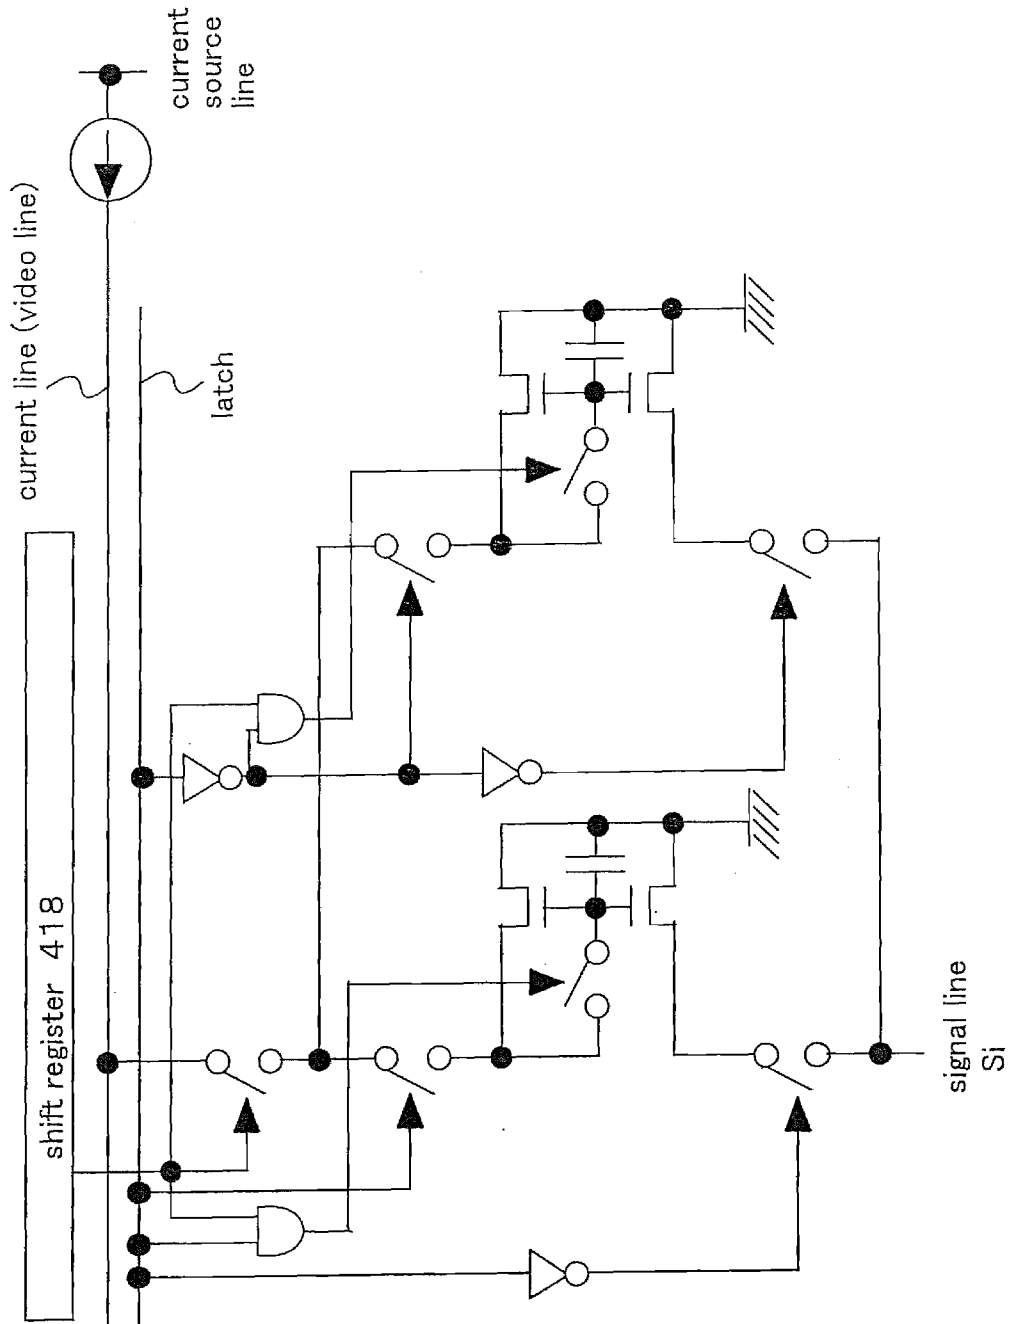 shift register 418
current line (video line)
latch
current
source
line
signal line
Si